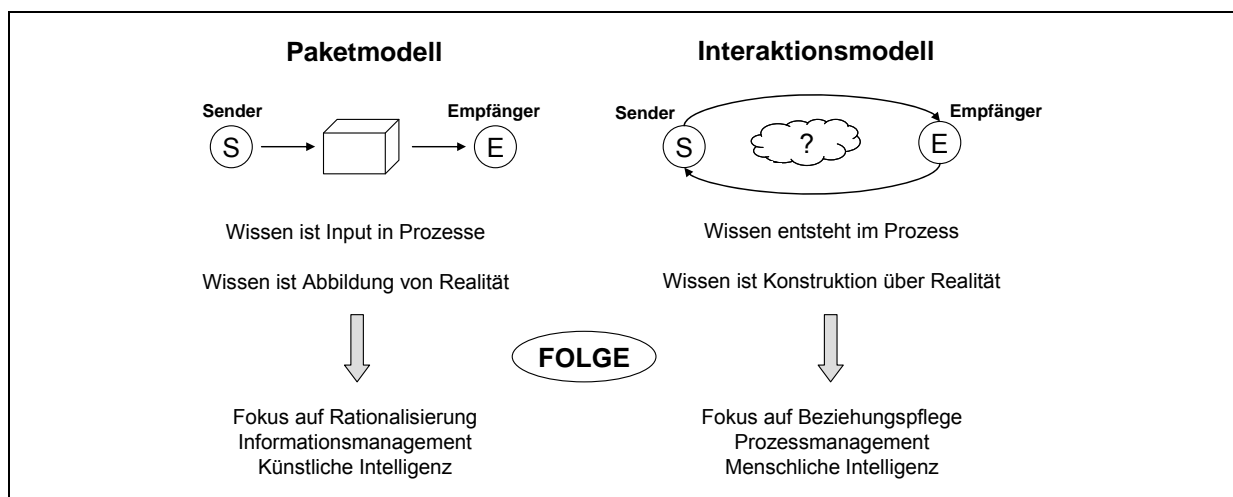 Paketmodell
Sender
Empfänger
S
E
Wissen ist Input in Prozesse
Wissen ist Abbildung von Realität
Interaktionsmodell
Sender
Empfänger
S
?
E
Wissen entsteht im Prozess
Wissen ist Konstruktion über Realität
FOLGE
Fokus auf Rationalisierung
Informationsmanagement
Künstliche Intelligenz
Fokus auf Beziehungspflege
Prozessmanagement
Menschliche Intelligenz